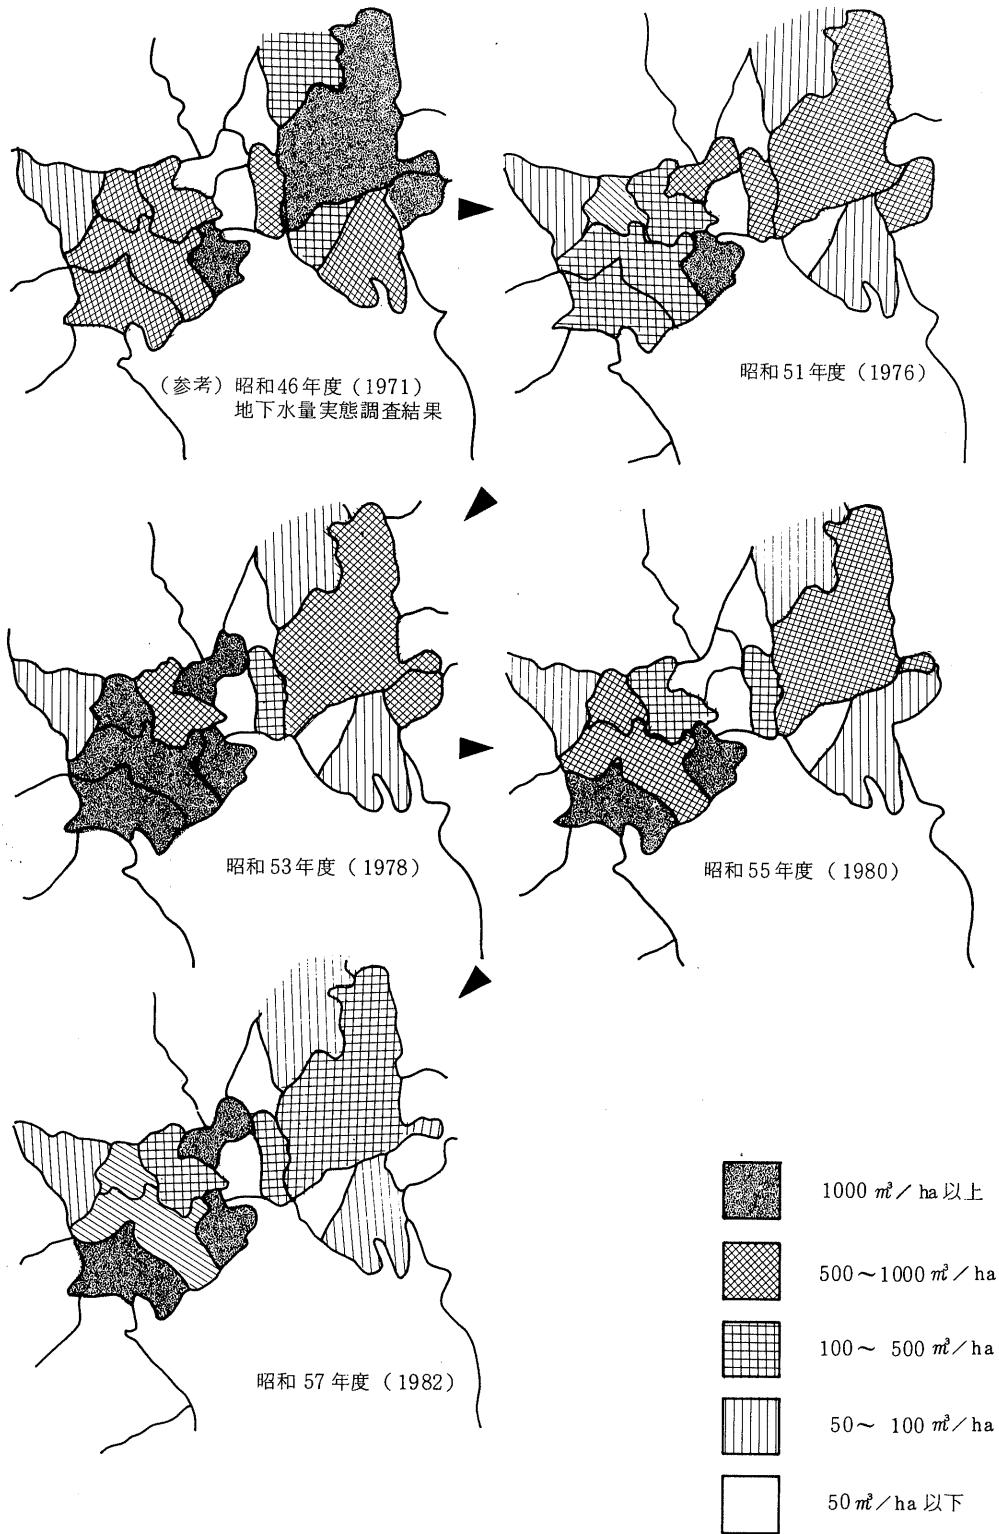 (参考) 昭和46年度(1971)
地下水量実態調査結果
昭和51年度(1976)
昭和53年度(1978)
昭和55年度(1980)
昭和57年度(1982)
1000㎥/ha以上
500~1000㎥/ha
100~500㎥/ha
50~100㎥/ha
50㎥/ha以下